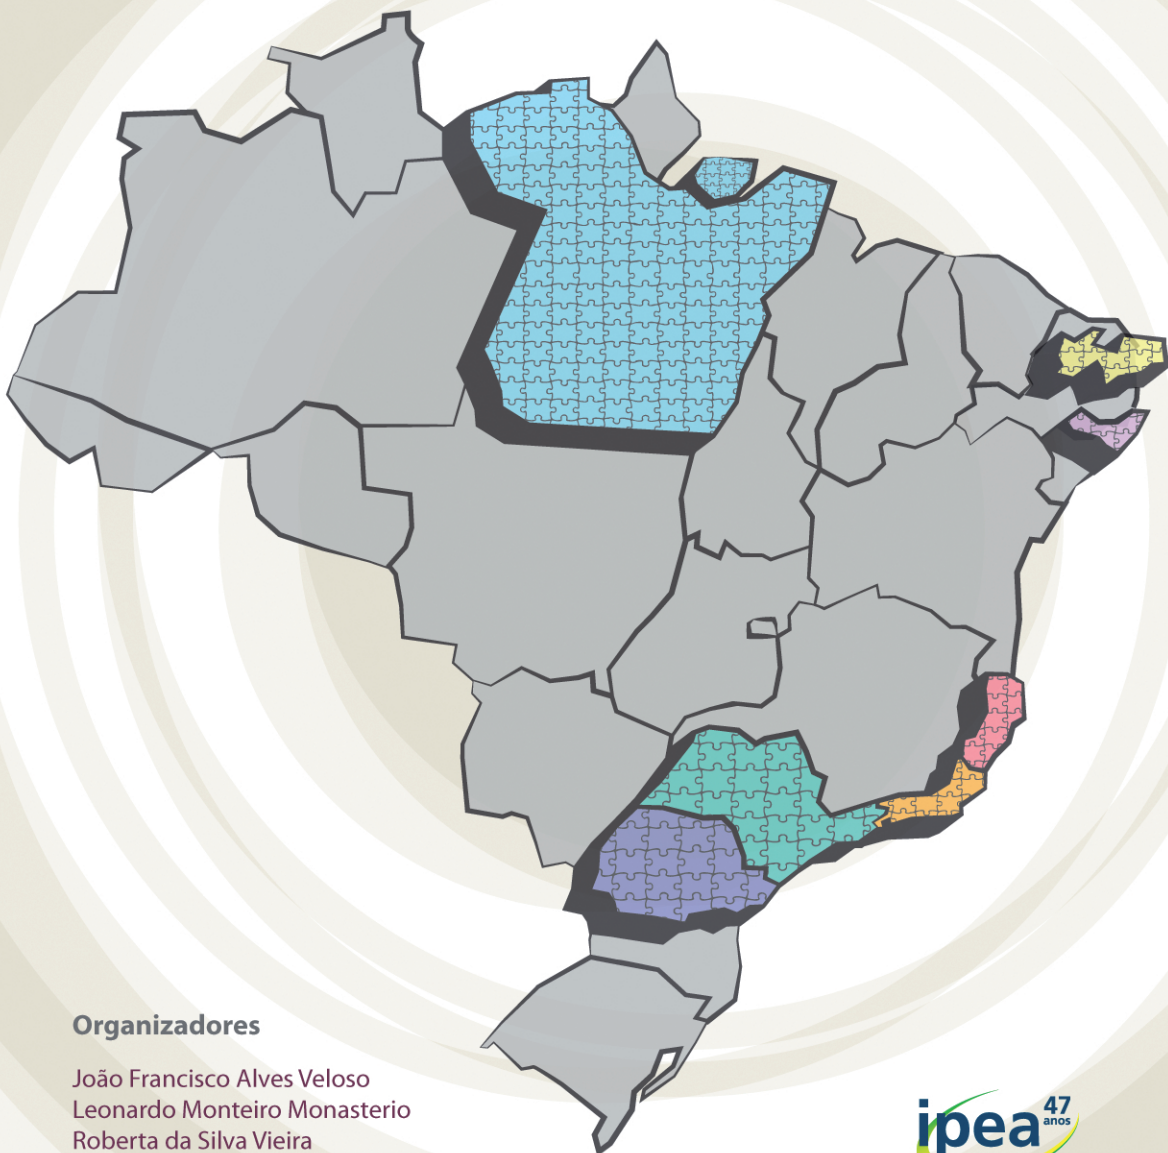 Organizadores
João Francisco Alves Veloso
Leonardo Monteiro Monasterio
Roberta da Silva Vieira
ipea 47
anos